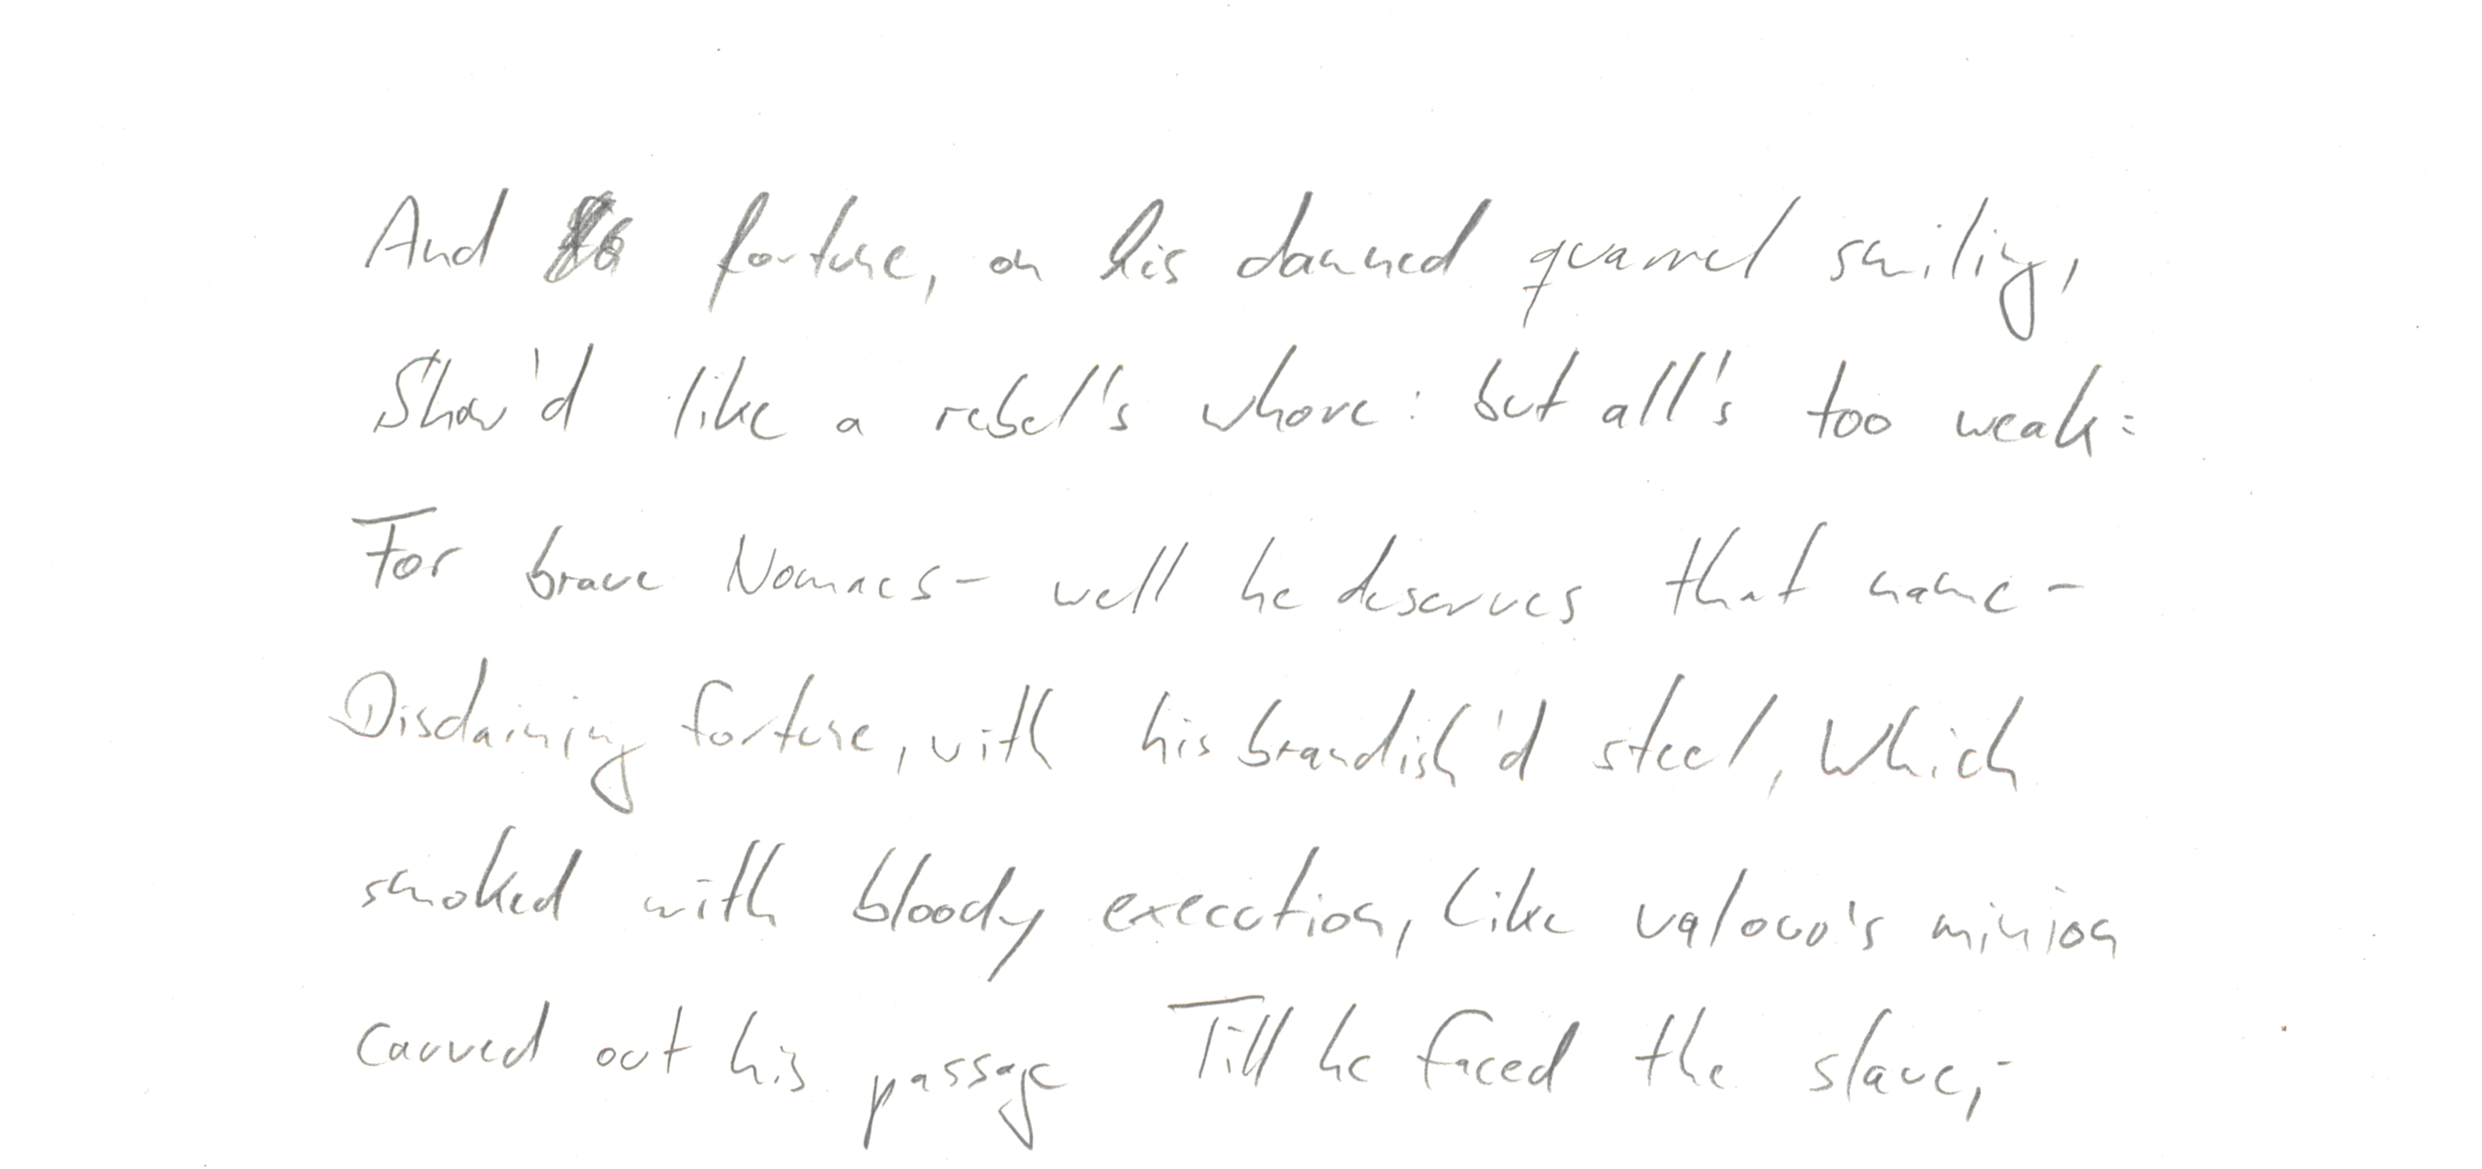 And fortune, on his damned quarrel smiling,
Show'd like a rebel's whore: but all's too weak:
For brave Nomacs- well he deserves that name-
Disdaining fortune, with his brandish'd steel, Which
smoked with bloody execution, Like valour's minion
carved out his passage Till he faced the slave,-